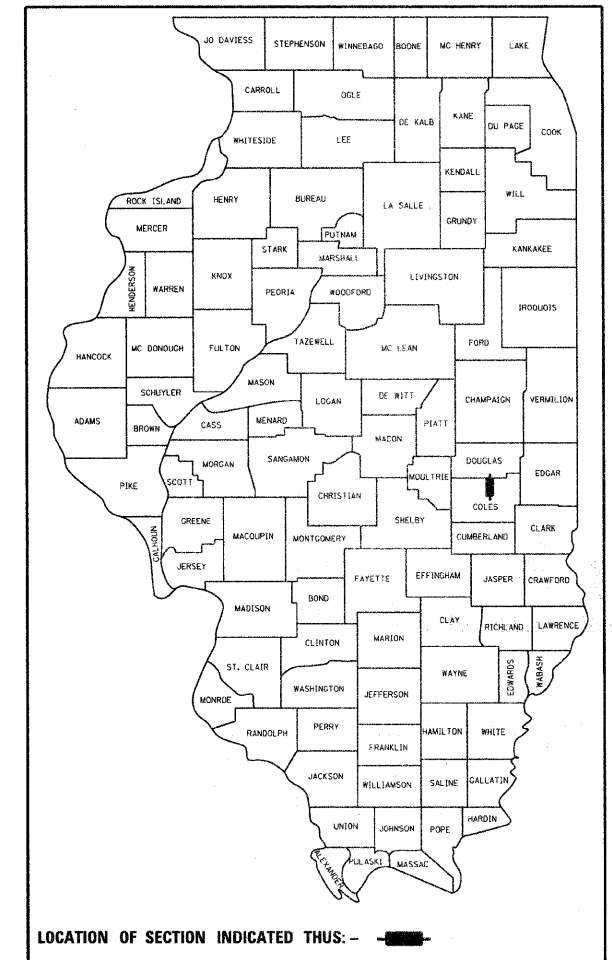 JO DAVIESS STEPHENSON WINNEBAGO BOONE MC HENRY LAKE
CARROLL OGLE DE KALB KANE DU PAGE COOK
WHITESIDE LEE
KENDALL WILL
ROCK ISLAND HENRY BUREAU LA SALLE GRUNDY
MERCER PUTNAM
STARK MARSHALL KANKAKEE
HENDERSON WARREN KNOX PEORIA WOODFORD LIVINGSTON
IROQUOIS
HANCOCK MC DONOUGH FULTON TAZEWELL MC LEAN FORD
MASON
SCHUYLER LOGAN DE WITT CHAMPAIGN VERMILION
ADAMS BROWN CASS MENARD MACON PIATT
SANGAMON DOUGLAS
PIKE SCOTT MORGAN MOULTRIE EDGAR
CHRISTIAN COLES
GREENE MACOUPIN SHELBY CLARK
CALHOUN MONTGOMERY CUMBERLAND
JERSEY FAYETTE EFFINGHAM JASPER CRAWFORD
MADISON BOND
CLAY RICHLAND LAWRENCE
CLINTON MARION
ST. CLAIR WAYNE EDWARDS WABASH
WASHINGTON JEFFERSON
MONROE
RANDOLPH PERRY HAMILTON WHITE
FRANKLIN
JACKSON WILLIAMSON SALINE GALLATIN
UNION JOHNSON POPE HARDIN
ALEXANDER PULASKI MASSAC
LOCATION OF SECTION INDICATED THUS: -